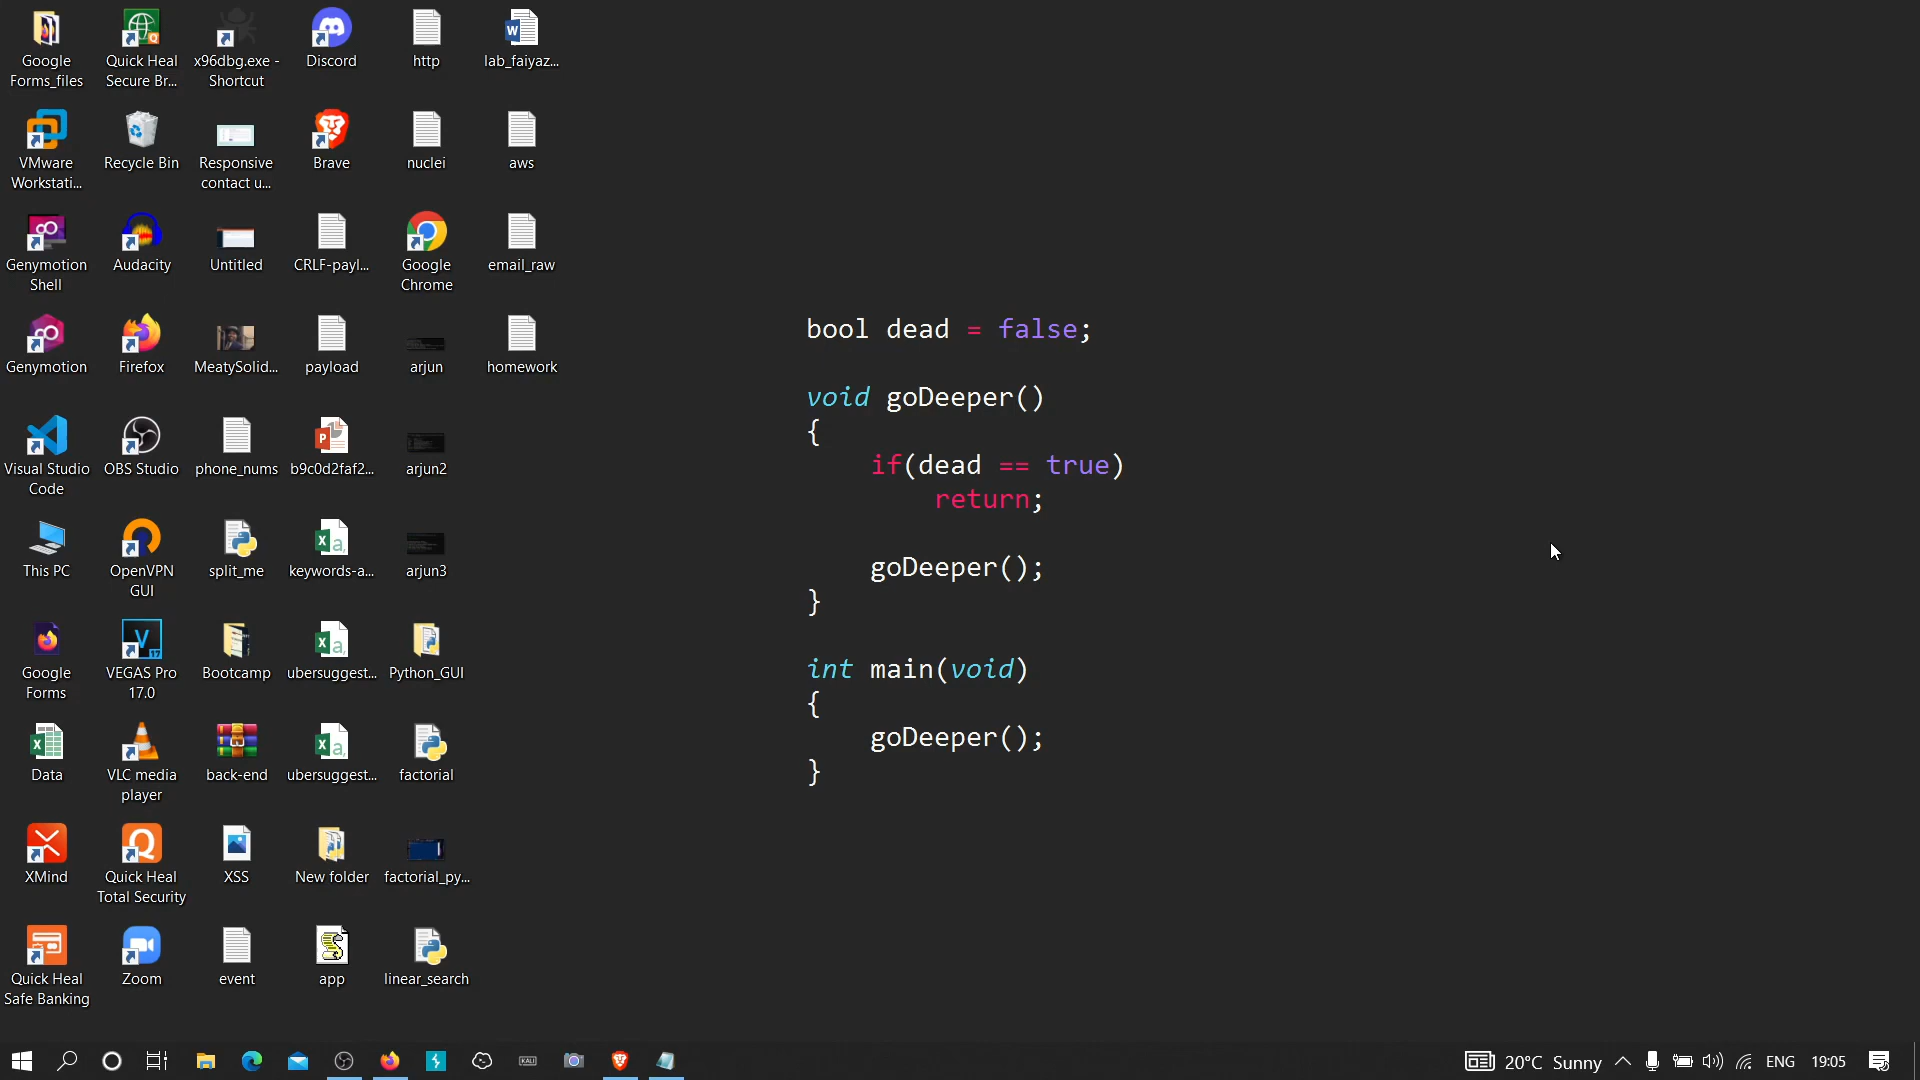 Google
Forms_files
Quick Heal
Secure Br...
x96dbg.exe -
Shortcut
Discord
http
lab_faiyaz...
VMware
Workstati...
Recycle Bin
Responsive
contact u...
Brave
nuclei
aws
Genymotion
Shell
Audacity
Untitled
CRLF-payl...
Google
Chrome
email_raw
Genymotion
Firefox
MeatySolid...
payload
arjun
homework
Visual Studio
Code
OBS Studio
phone_nums
b9c0d2faf2...
arjun2
This PC
OpenVPN
GUI
split_me
keywords-a...
arjun3
Google
Forms
VEGAS Pro
17.0
Bootcamp
ubersuggest...
Python_GUI
Data
VLC media
player
back-end
ubersuggest...
factorial
XMind
Quick Heal
Total Security
XSS
New folder
factorial_py...
Quick Heal
Safe Banking
Zoom
event
app
linear_search
bool dead = false;
void goDeeper()
{
if(dead == true)
return;
goDeeper();
}
int main(void)
{
goDeeper();
}
KALI
20°C Sunny
ENG
19:05